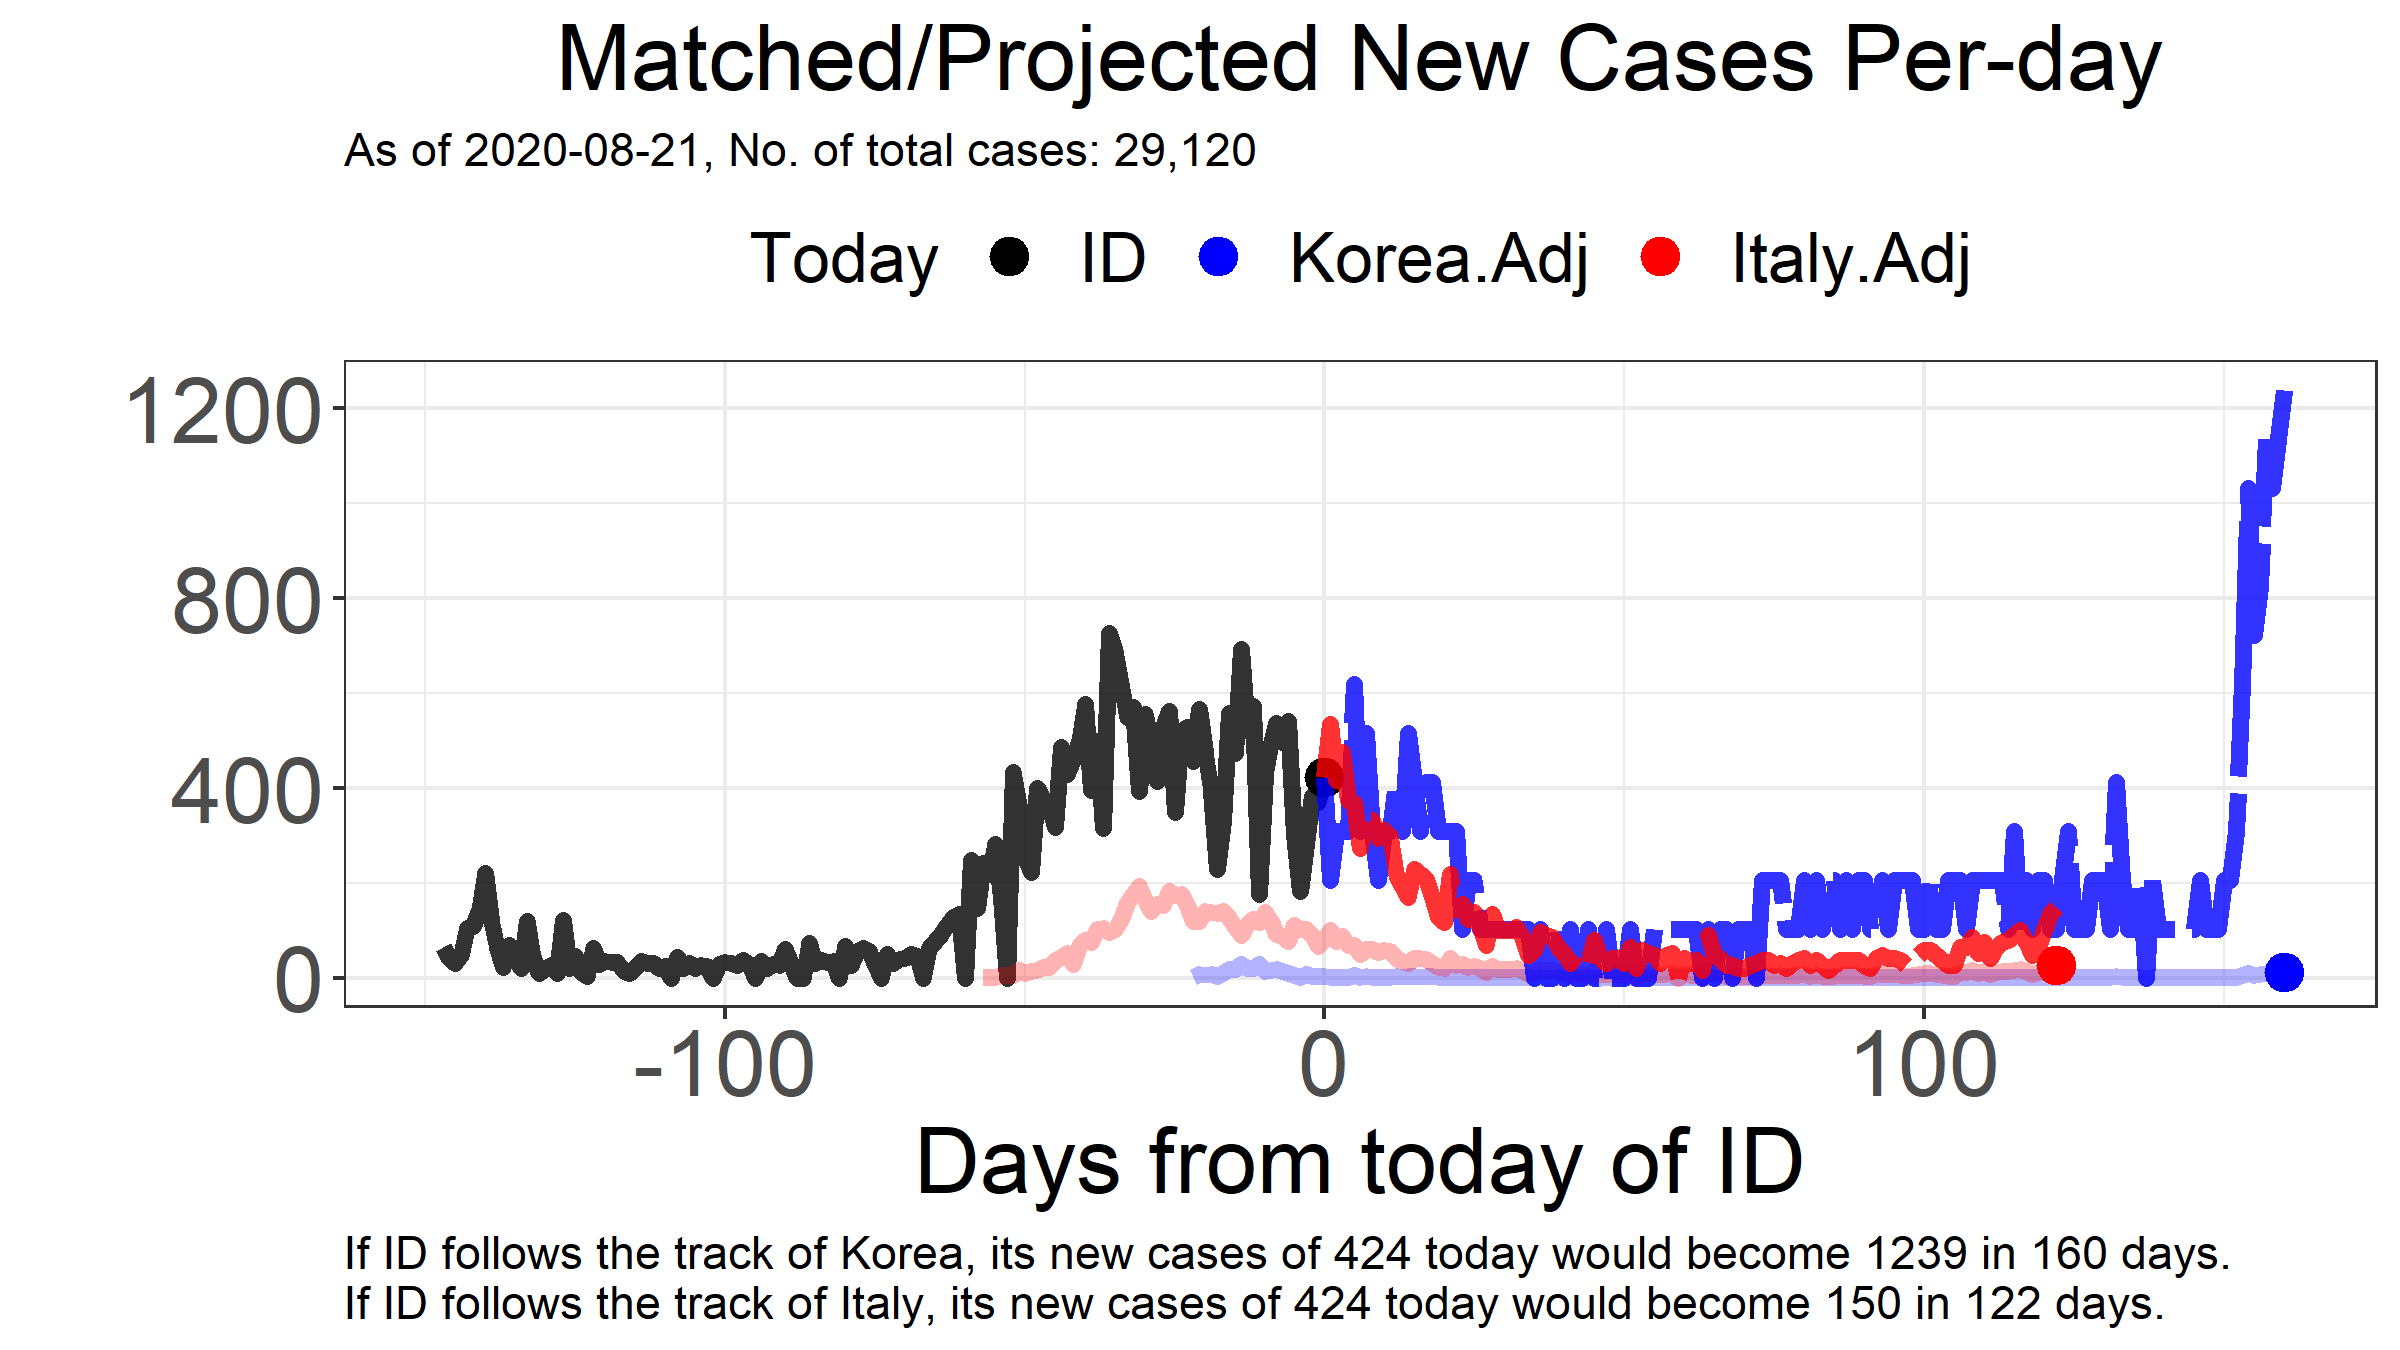 Matched/Projected New Cases Per-day
As of 2020-08-21, No. of total cases: 29,120
Today ID Korea.Adj Italy.Adj
1200
800
400
0
-100 0 100
Days from today of ID
If ID follows the track of Korea, its new cases of 424 today would become 1239 in 160 days.
If ID follows the track of Italy, its new cases of 424 today would become 150 in 122 days.